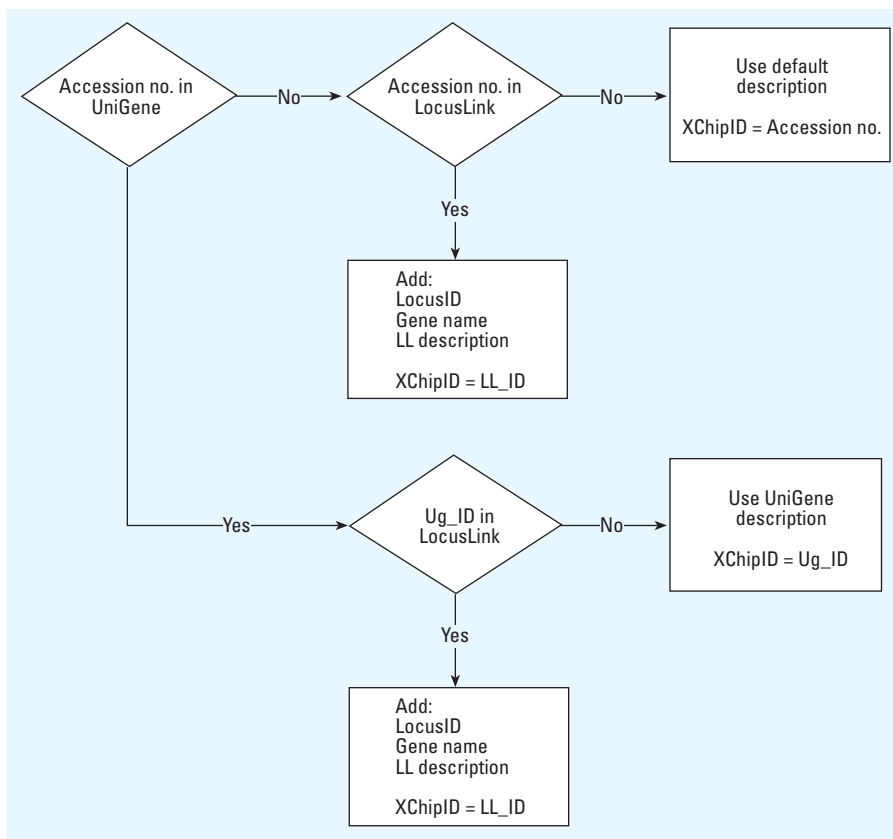 Accession no. in
UniGene
No
Accession no. in
LocusLink
No
Use default
description
XChipID = Accession no.
Yes
Add:
LocusID
Gene name
LL description
XChipID = LL_ID
Yes
Ug_ID in
LocusLink
No
Use UniGene
description
XChipID = Ug_ID
Yes
Add:
LocusID
Gene name
LL description
XChipID = LL_ID